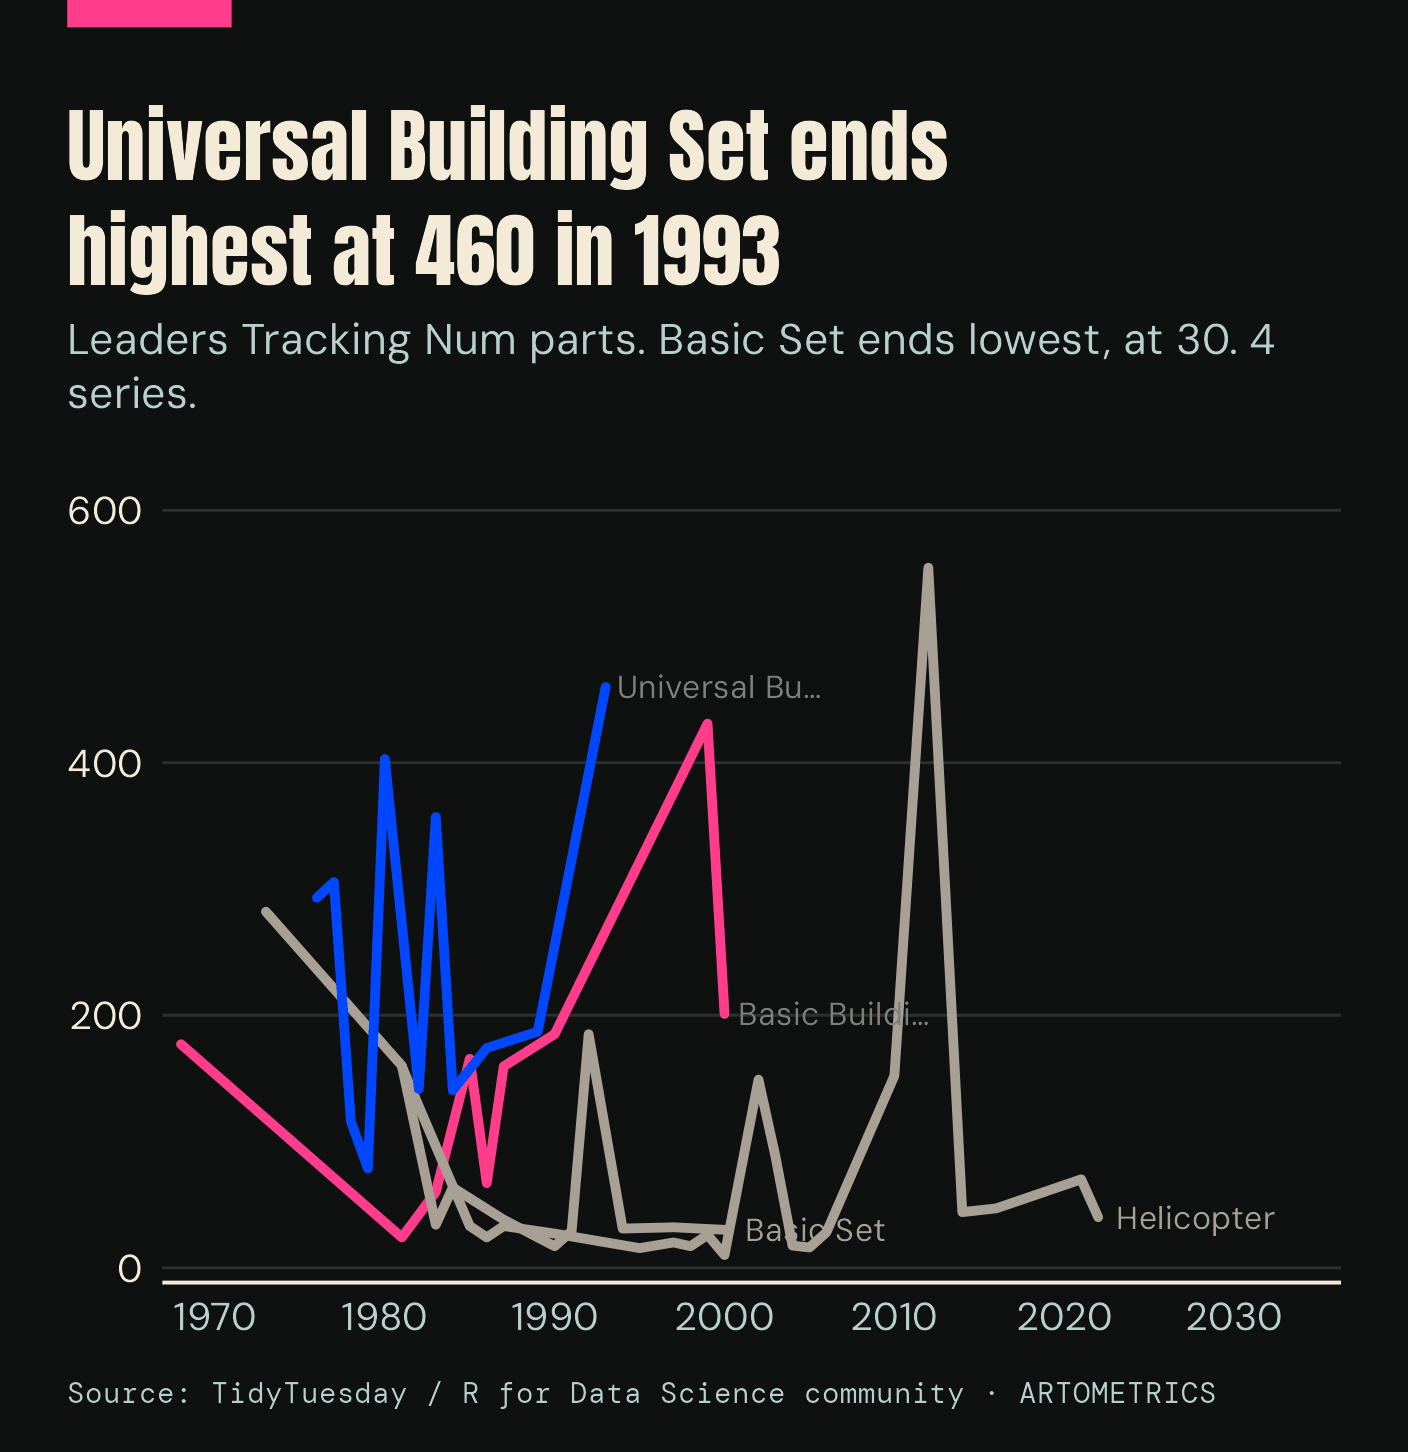 Universal Building Set ends
highest at 460 in 1993
Leaders Tracking Num parts. Basic Set ends lowest, at 30. 4
series.
600
Universal Bu…
400
200
Basic Buildi…
Basic Set
Helicopter
0
1970 1980 1990 2000 2010 2020 2030
Source: TidyTuesday / R for Data Science community · ARTOMETRICS